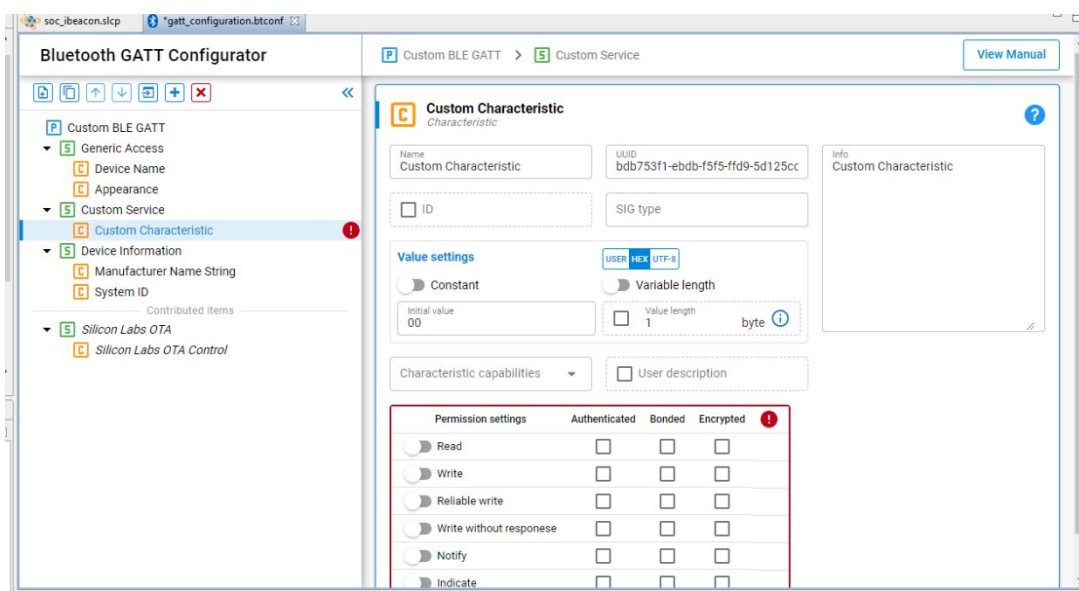 soc_ibeacon.slcp
*gatt_configuration.btconf
Bluetooth GATT Configurator
P Custom BLE GATT
S Generic Access
C Device Name
C Appearance
S Custom Service
C Custom Characteristic !
S Device Information
C Manufacturer Name String
C System ID
Contributed items
S Silicon Labs OTA
C Silicon Labs OTA Control
P Custom BLE GATT > S Custom Service
View Manual
C Custom Characteristic
Characteristic
?
Name
Custom Characteristic
UUID
bdb753f1-ebdb-f5f5-ffd9-5d125cc
Info
Custom Characteristic
ID
SIG type
Value settings
USER HEX UTF-8
Constant
Variable length
Initial value
00
Value length
1 byte i
Characteristic capabilities
User description
Permission settings Authenticated Bonded Encrypted !
Read
Write
Reliable write
Write without responese
Notify
Indicate